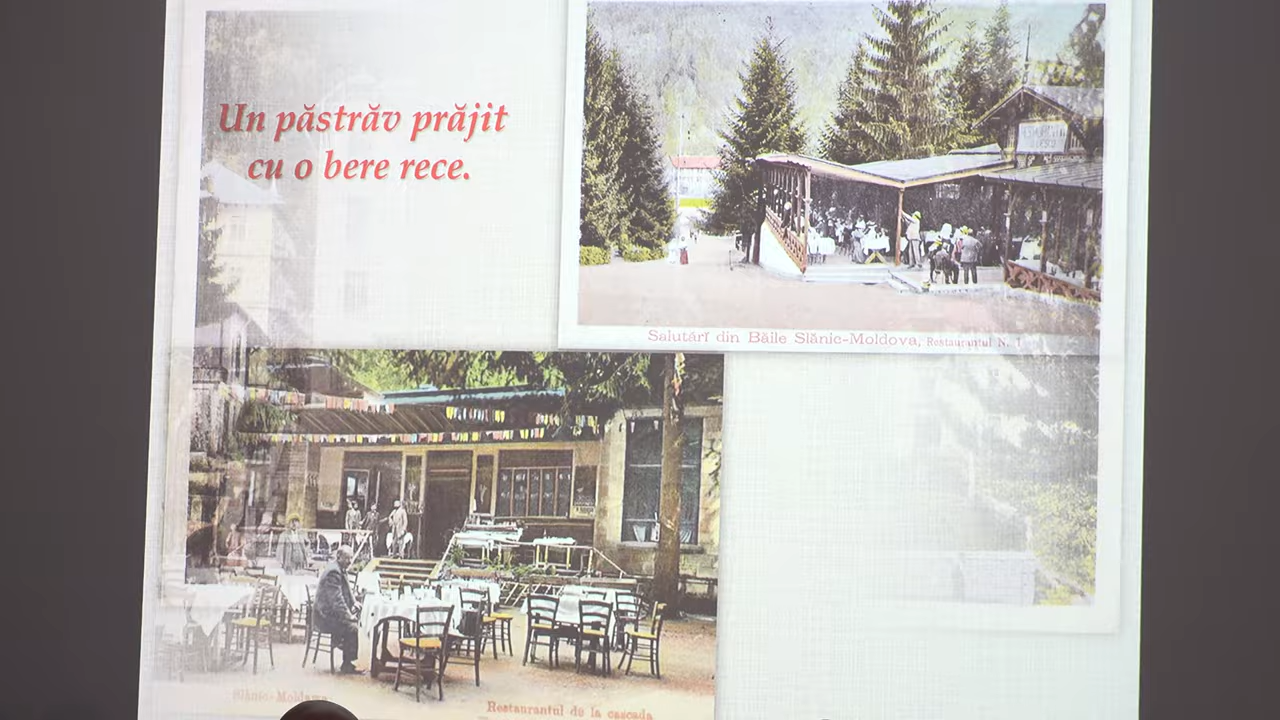 Un păstrăv prăjit
cu o bere rece.
Salutări din Băile Slănic-Moldova, Restaurantul N. 1
Slănic-Moldova
Restaurantul de la cascada